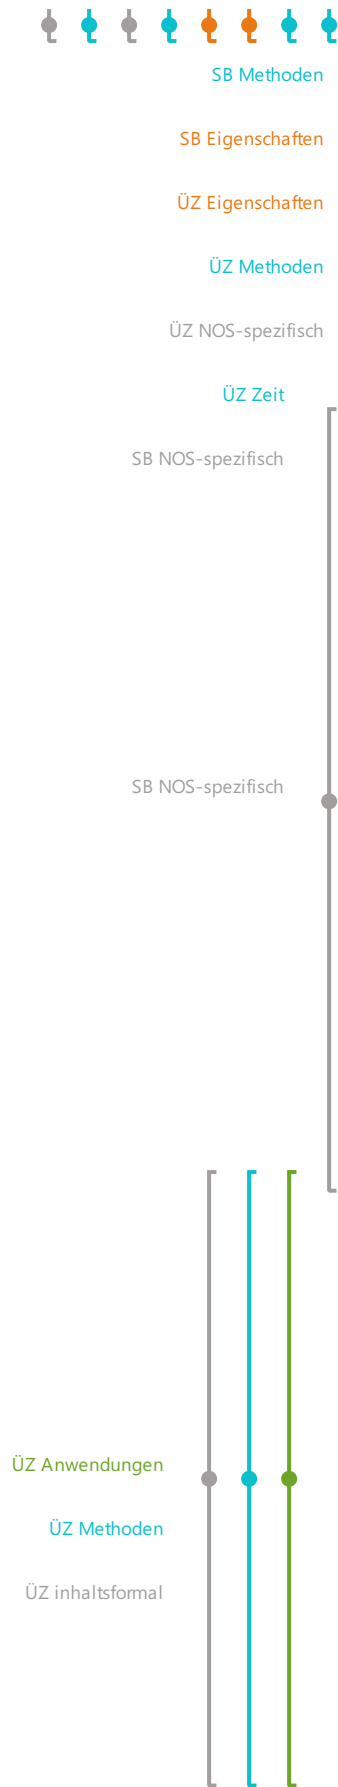 SB Methoden
SB Eigenschaften
ÜZ Eigenschaften
ÜZ Methoden
ÜZ NOS-spezifisch
ÜZ Zeit
SB NOS-spezifisch
SB NOS-spezifisch
ÜZ Anwendungen
ÜZ Methoden
ÜZ inhaltsformal